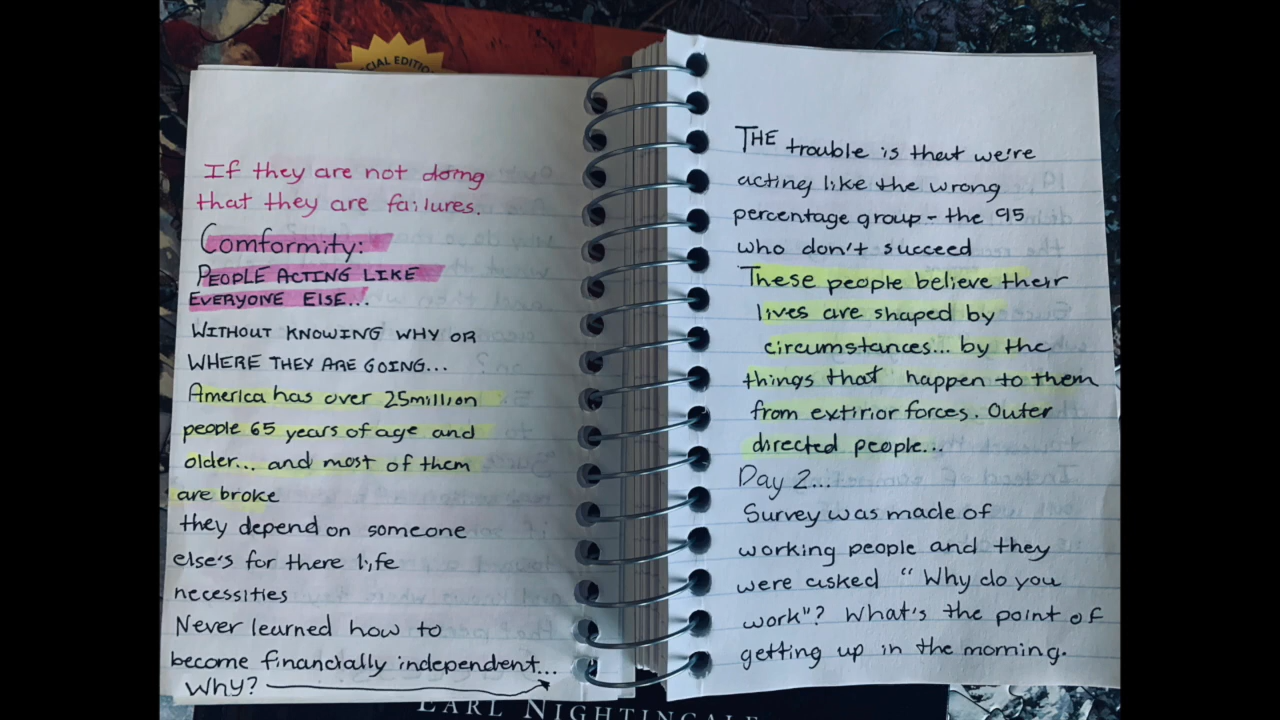 CIAL EDITIO
If they are not doing
that they are failures.
Comformity:
PEOPLE ACTING LIKE
EVERYONE ELSE...
WITHOUT KNOWING WHY OR
WHERE THEY ARE GOING...
America has over 25million
people 65 years of age and
older... and most of them
are broke
they depend on someone
else's for there life
necessities
Never learned how to
become financially independent...
Why?
THE trouble is that we're
acting like the wrong
percentage group - the 95
who don't succeed
These people believe their
lives are shaped by
circumstances... by the
things that happen to them
from extirior forces. Outer
directed people...
Day 2...
Survey was made of
working people and they
were asked "Why do you
work"? What's the point of
getting up in the morning.
EARL NIGHTINGALE